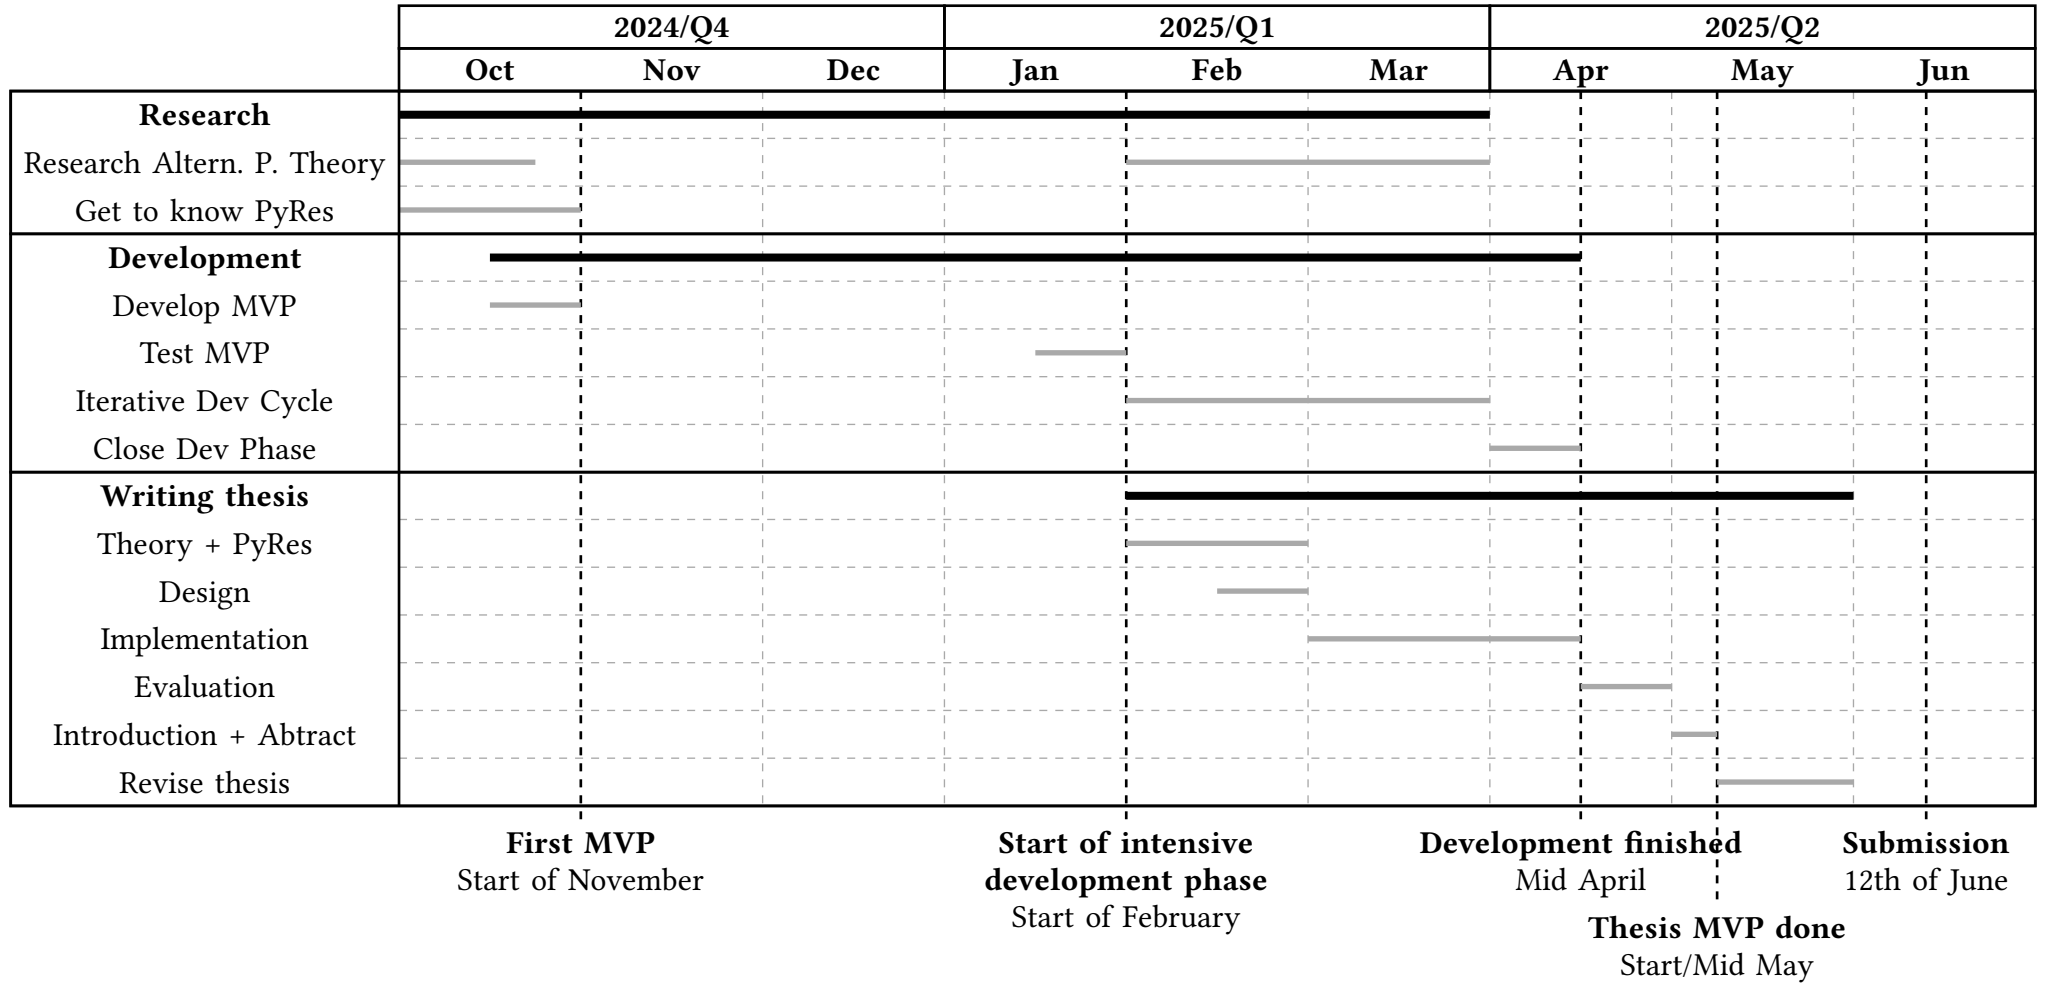 2024/Q4 2025/Q1 2025/Q2
Oct Nov Dec Jan Feb Mar Apr May Jun
Research
Research Altern. P. Theory
Get to know PyRes
Development
Develop MVP
Test MVP
Iterative Dev Cycle
Close Dev Phase
Writing thesis
Theory + PyRes
Design
Implementation
Evaluation
Introduction + Abtract
Revise thesis
First MVP
Start of November
Start of intensive
development phase
Start of February
Development finished
Mid April
Thesis MVP done
Start/Mid May
Submission
12th of June